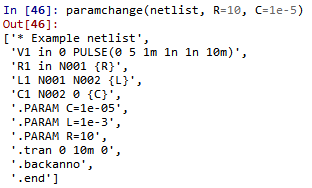 In [46]: paramchange(netlist, R=10, C=1e-5)
Out[46]:
['* Example netlist',
 'V1 in 0 PULSE(0 5 1m 1n 1n 10m)',
 'R1 in N001 {R}',
 'L1 N001 N002 {L}',
 'C1 N002 0 {C}',
 '.PARAM C=1e-05',
 '.PARAM L=1e-3',
 '.PARAM R=10',
 '.tran 0 10m 0',
 '.backanno',
 '.end']